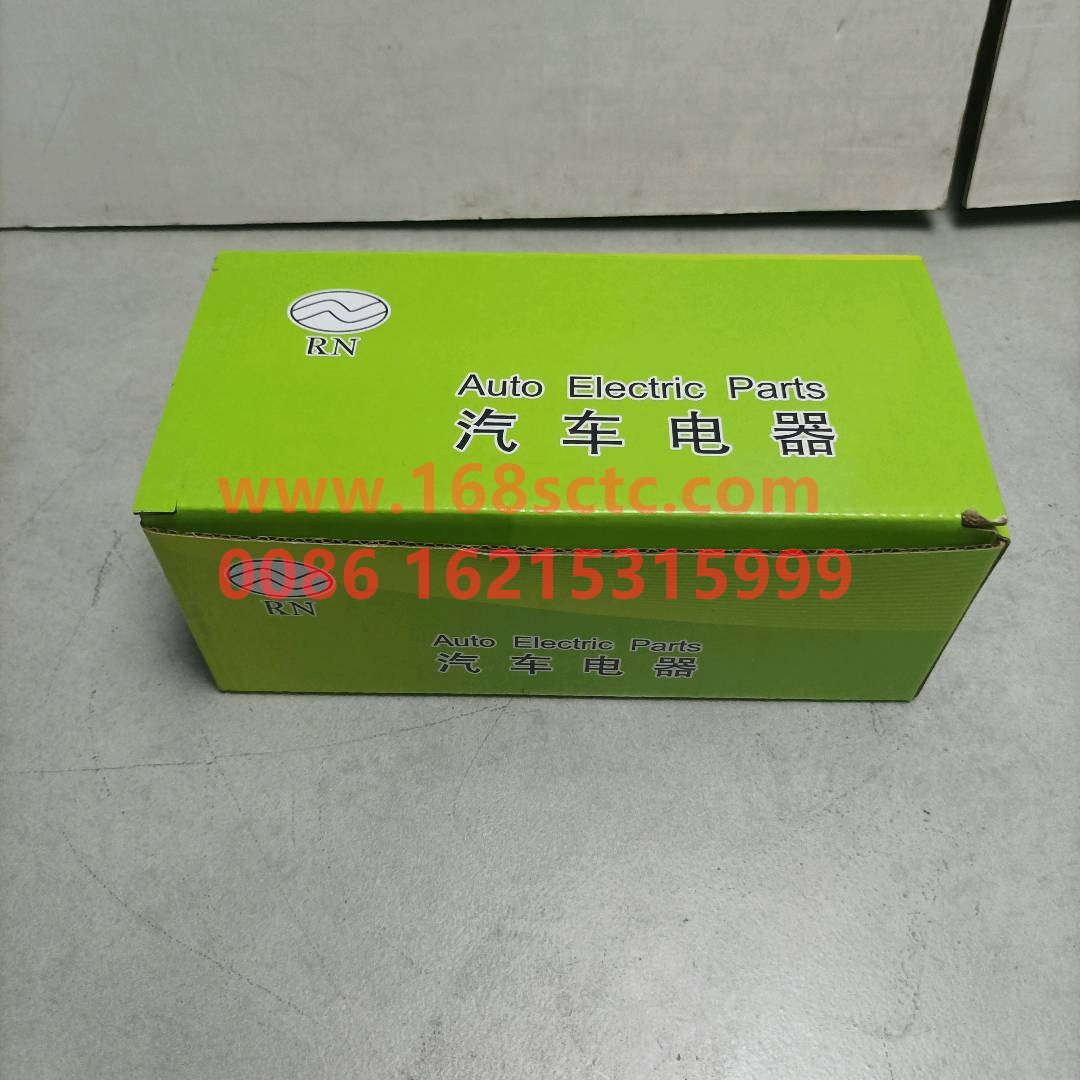 RN
Auto Electric Parts
汽车电器
www.168sctc.com
0086 16215315999
RN
Auto Electric Parts
汽车电器